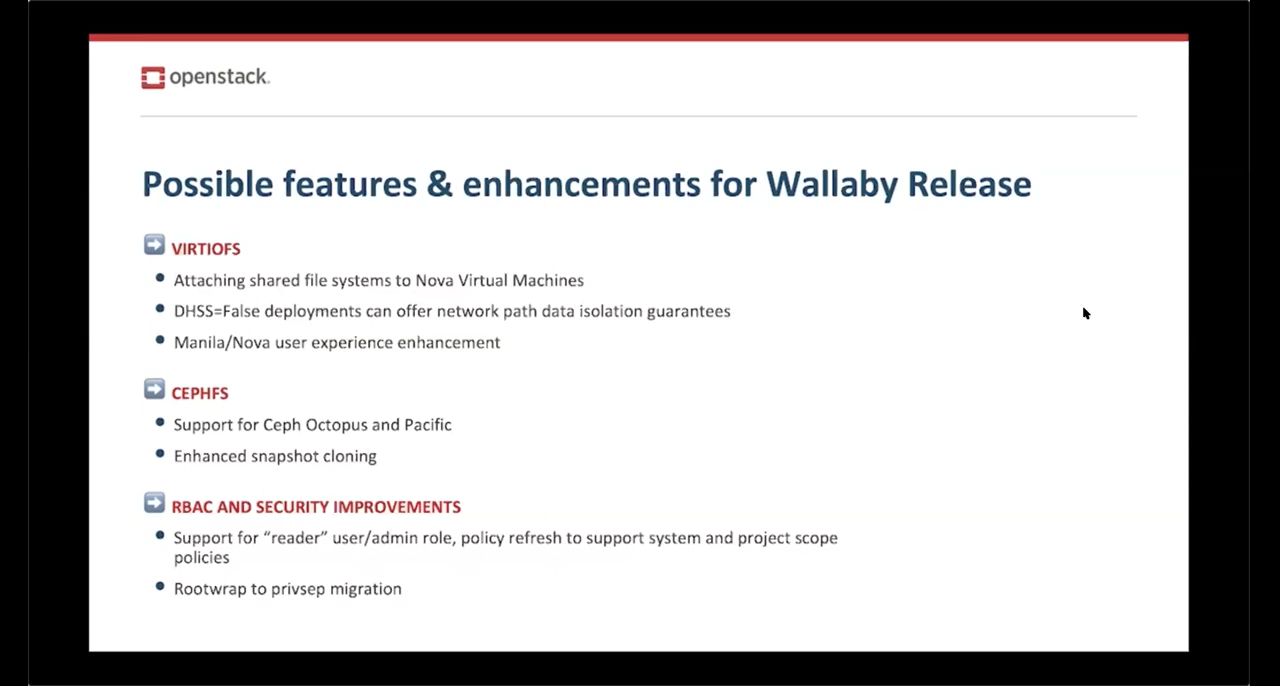 openstack.
Possible features & enhancements for Wallaby Release
VIRTIOFS
Attaching shared file systems to Nova Virtual Machines
DHSS=False deployments can offer network path data isolation guarantees
Manila/Nova user experience enhancement
CEPHFS
Support for Ceph Octopus and Pacific
Enhanced snapshot cloning
RBAC AND SECURITY IMPROVEMENTS
Support for “reader” user/admin role, policy refresh to support system and project scope
policies
Rootwrap to privsep migration